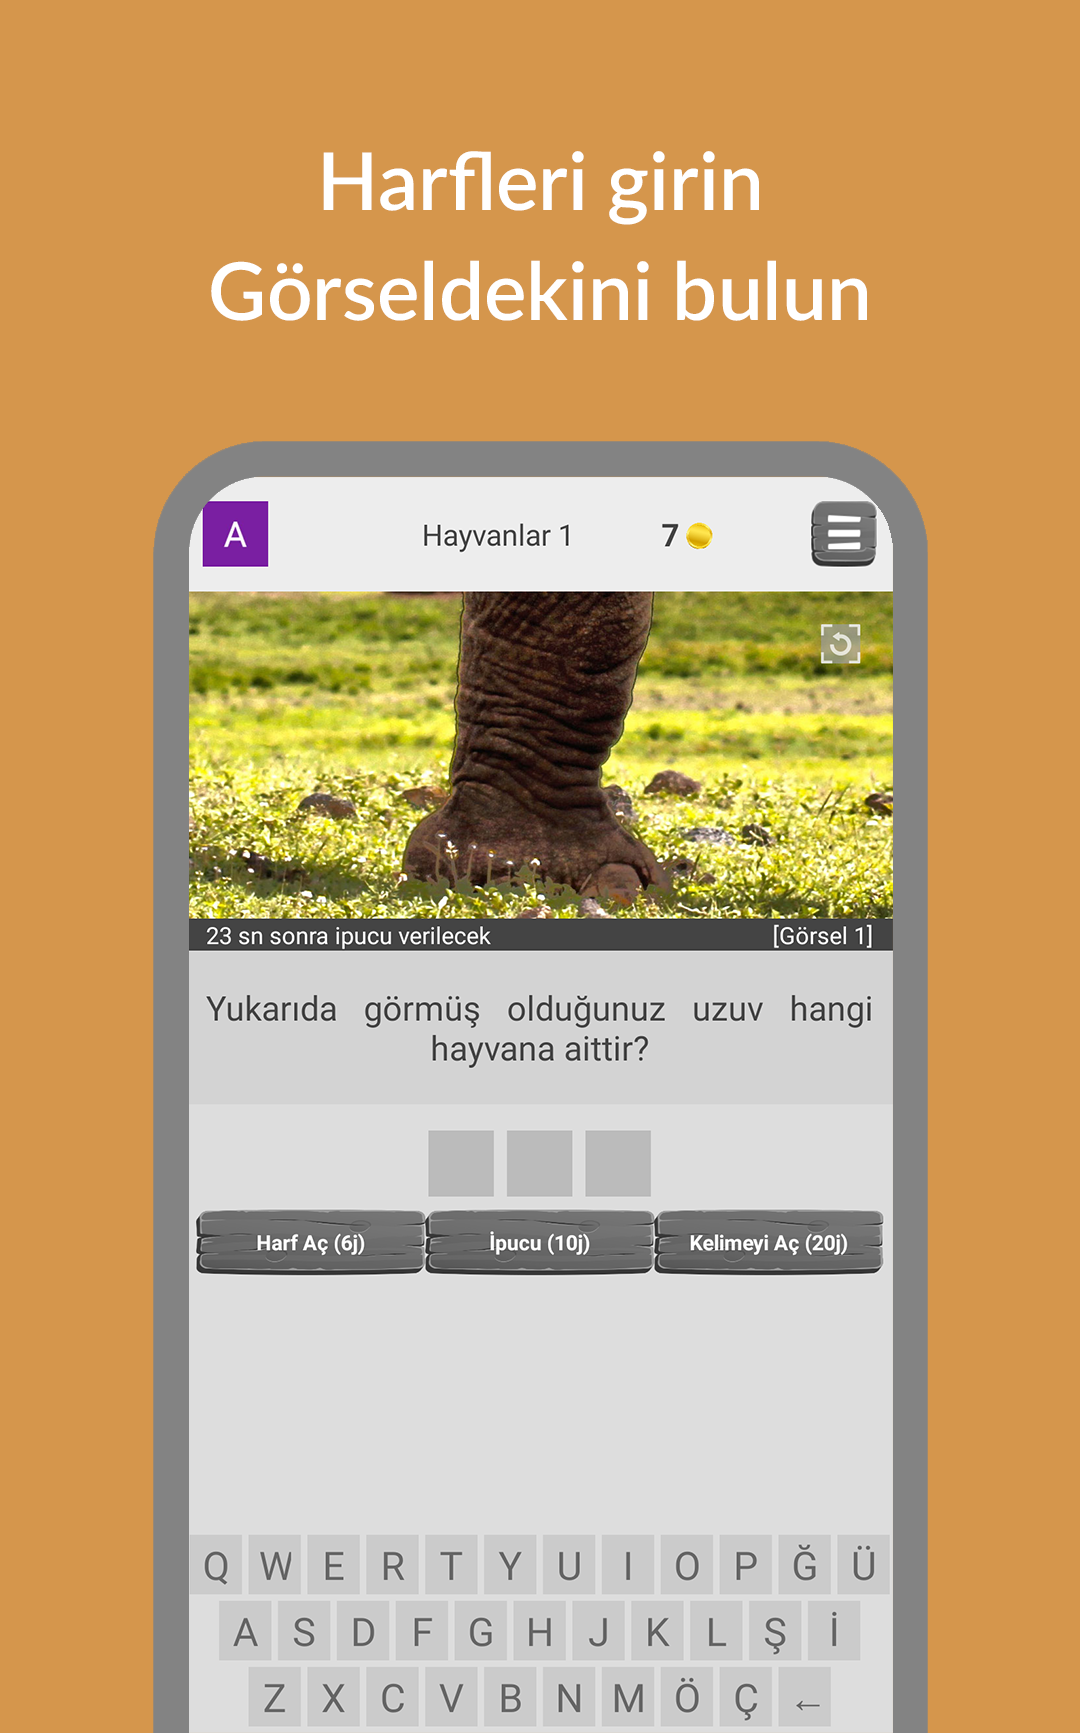 Harfleri girin
Görseldekini bulun
A
Hayvanlar 1
7
23 sn sonra ipucu verilecek
[Görsel 1]
Yukarıda görmüş olduğunuz uzuv hangi
hayvana aittir?
Harf Aç (6j)
İpucu (10j)
Kelimeyi Aç (20j)
Q W E R T Y U I O P Ğ Ü
A S D F G H J K L Ş İ
Z X C V B N M Ö Ç ←